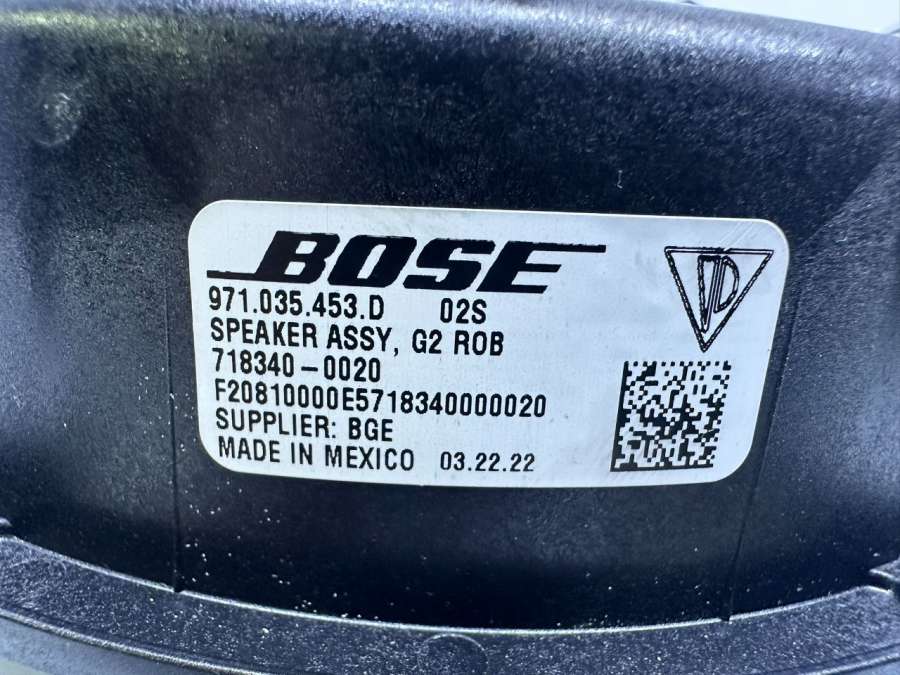 BOSE
971.035.453.D 02S
SPEAKER ASSY, G2 ROB
718340-0020
F20810000E5718340000020
SUPPLIER: BGE
MADE IN MEXICO 03.22.22